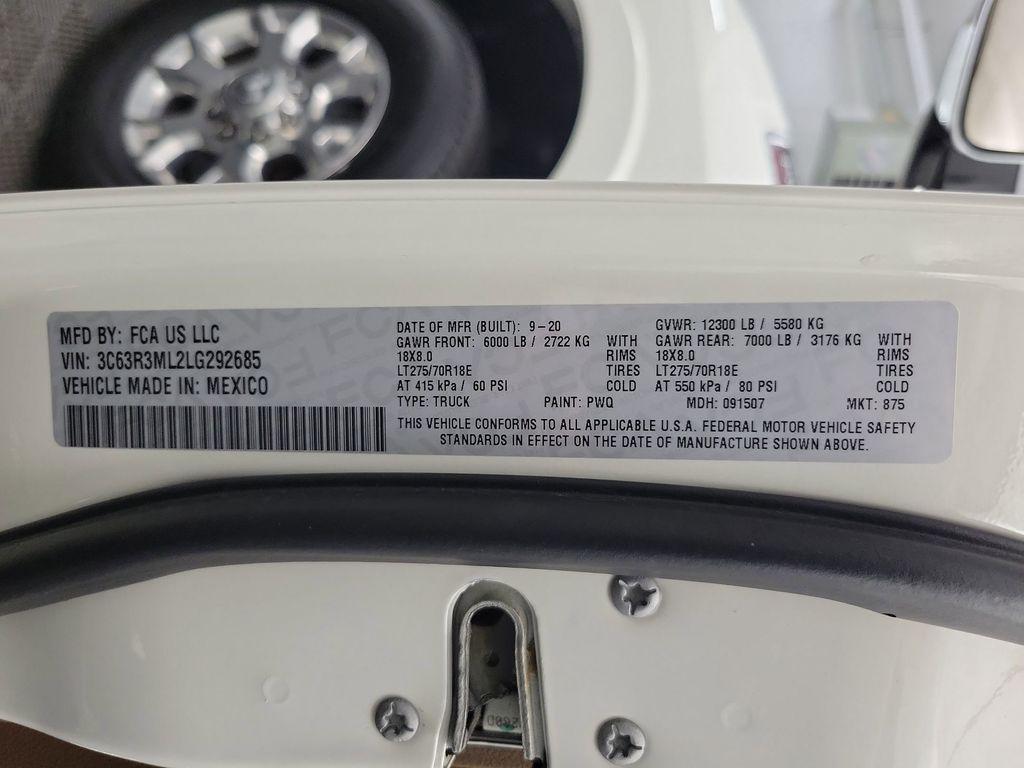 MFD BY: FCA US LLC
VIN: 3C63R3ML2LG292685
VEHICLE MADE IN: MEXICO
DATE OF MFR (BUILT): 9-20
GAWR FRONT: 6000 LB / 2722 KG WITH
18X8.0 RIMS
LT275/70R18E TIRES
AT 415 kPa / 60 PSI COLD
TYPE: TRUCK PAINT: PWQ
GVWR: 12300 LB / 5580 KG
GAWR REAR: 7000 LB / 3176 KG WITH
18X8.0 RIMS
LT275/70R18E TIRES
AT 550 kPa / 80 PSI COLD
MDH: 091507 MKT: 875
THIS VEHICLE CONFORMS TO ALL APPLICABLE U.S.A. FEDERAL MOTOR VEHICLE SAFETY
STANDARDS IN EFFECT ON THE DATE OF MANUFACTURE SHOWN ABOVE.